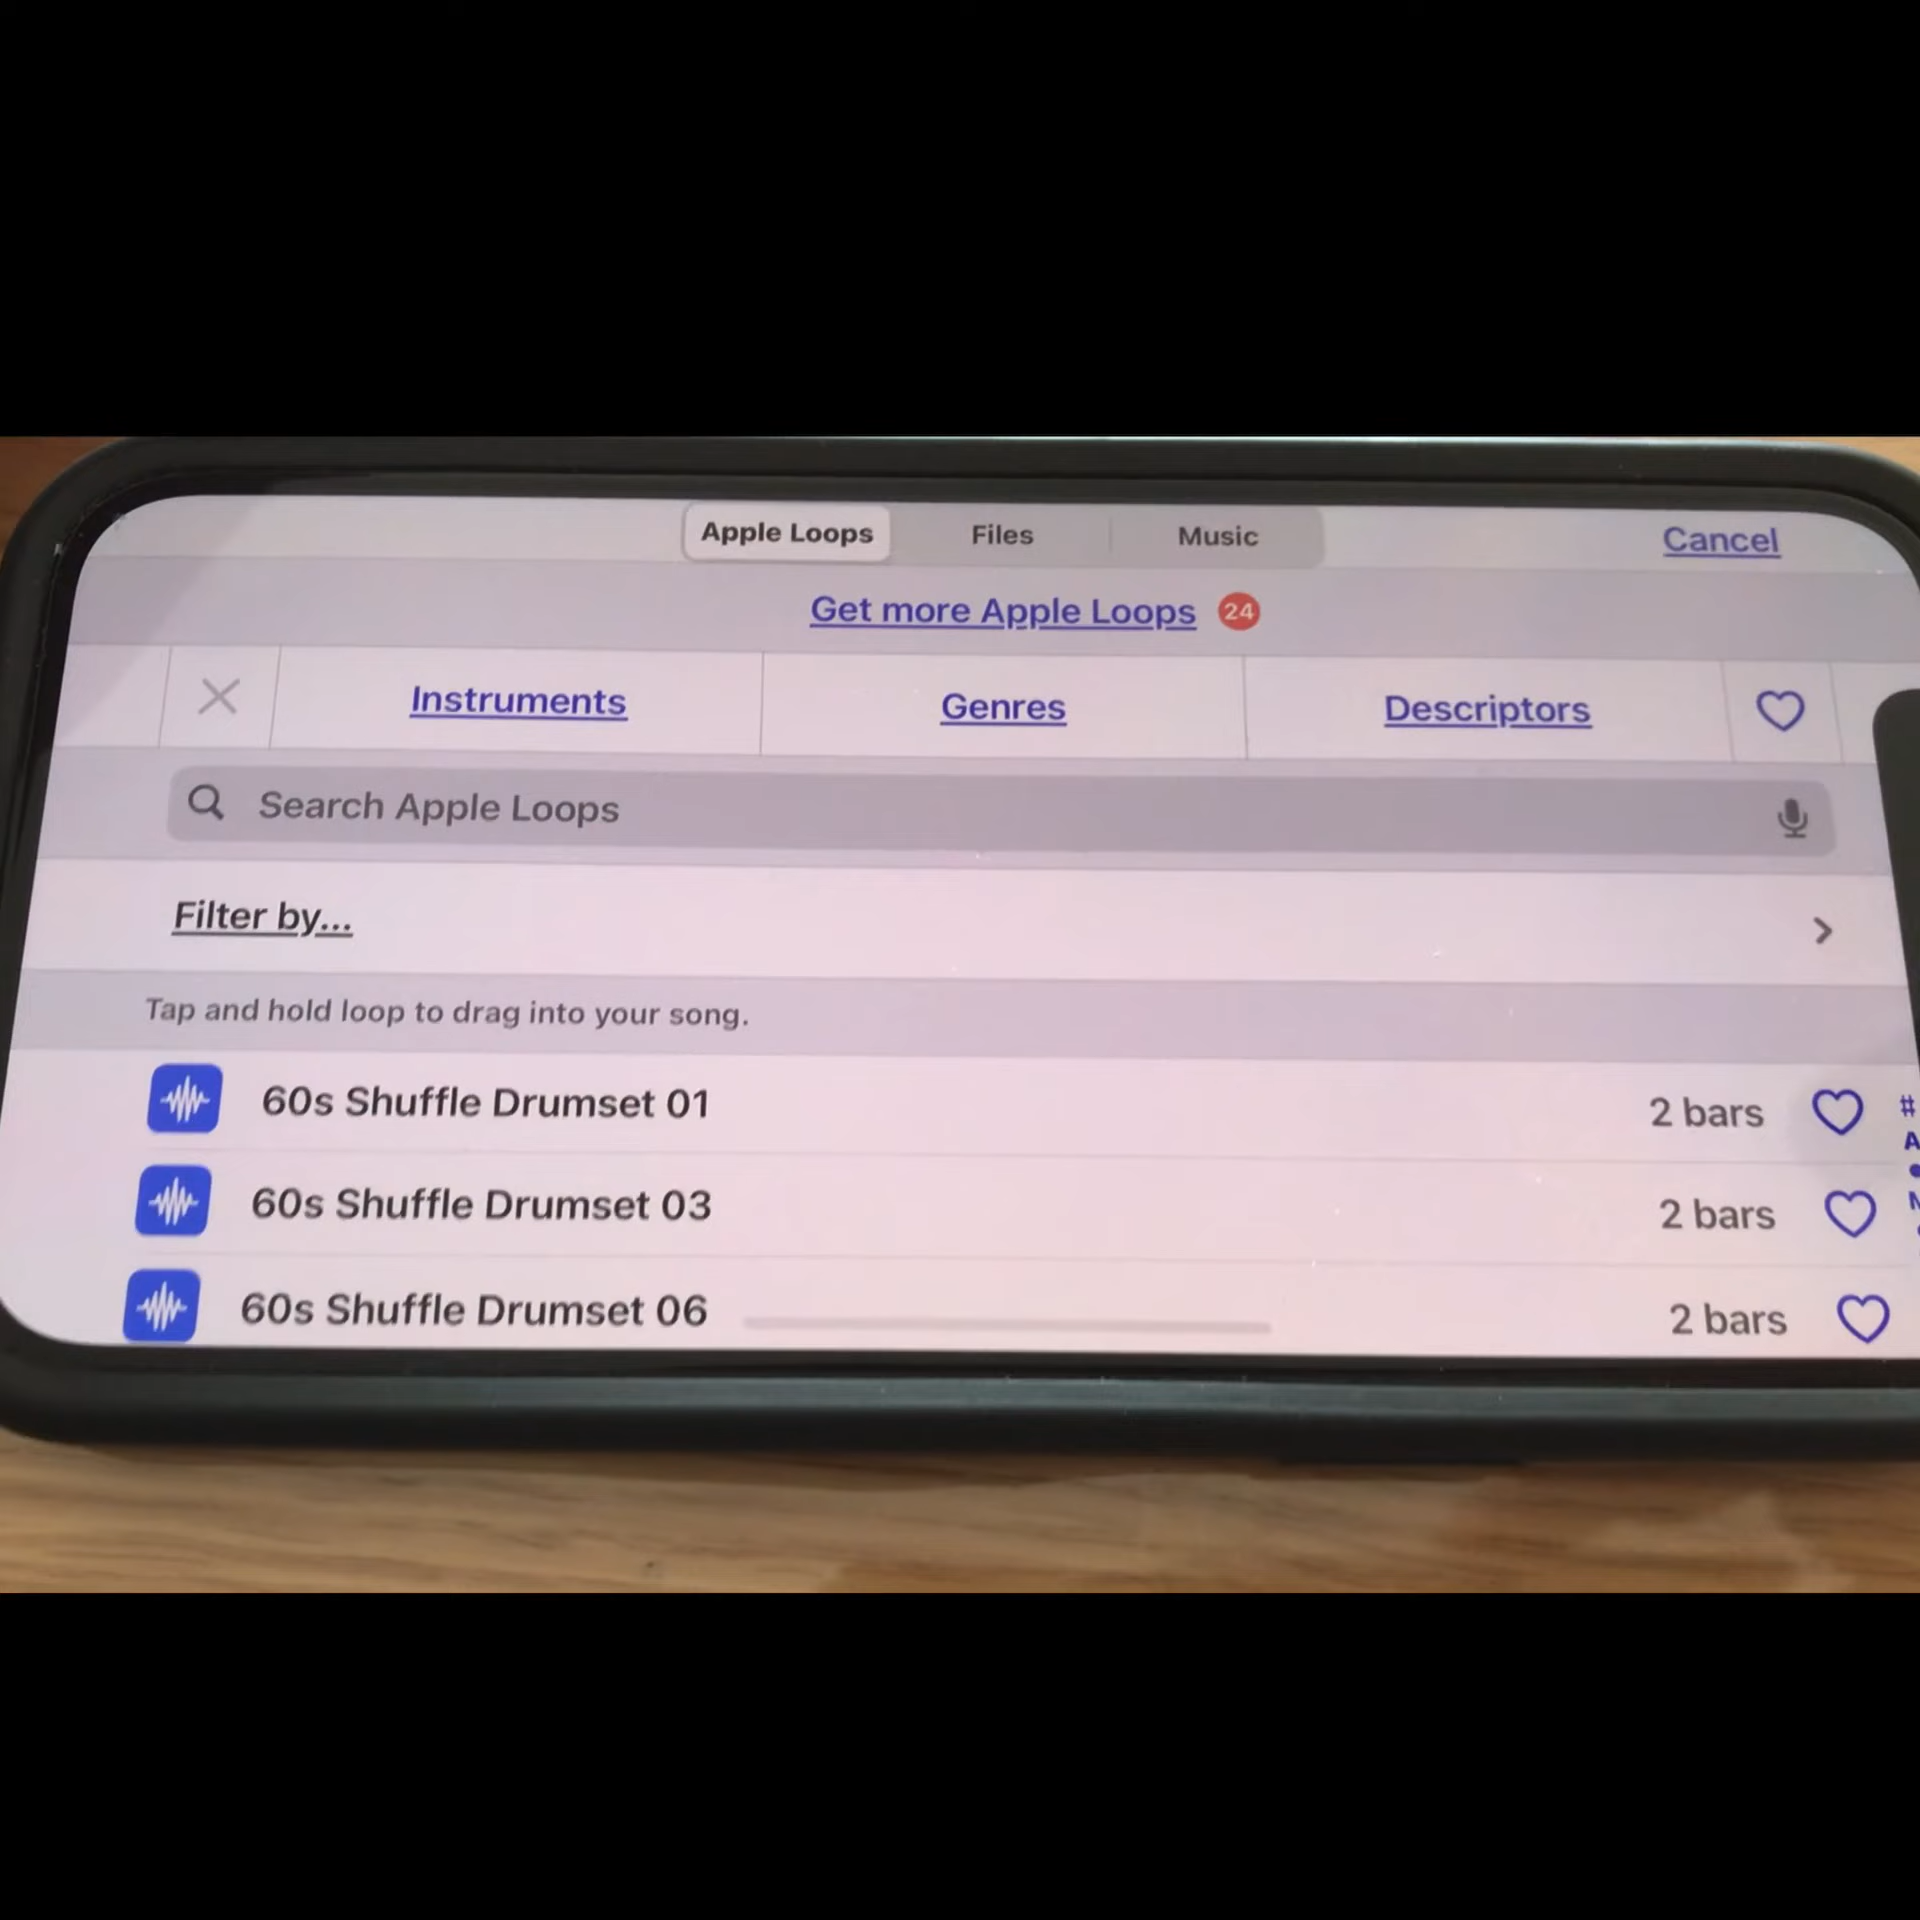 Apple Loops Files Music Cancel
Get more Apple Loops 24
Instruments Genres Descriptors
Search Apple Loops
Filter by...
Tap and hold loop to drag into your song.
60s Shuffle Drumset 01 2 bars #
A
60s Shuffle Drumset 03 2 bars
60s Shuffle Drumset 06 2 bars